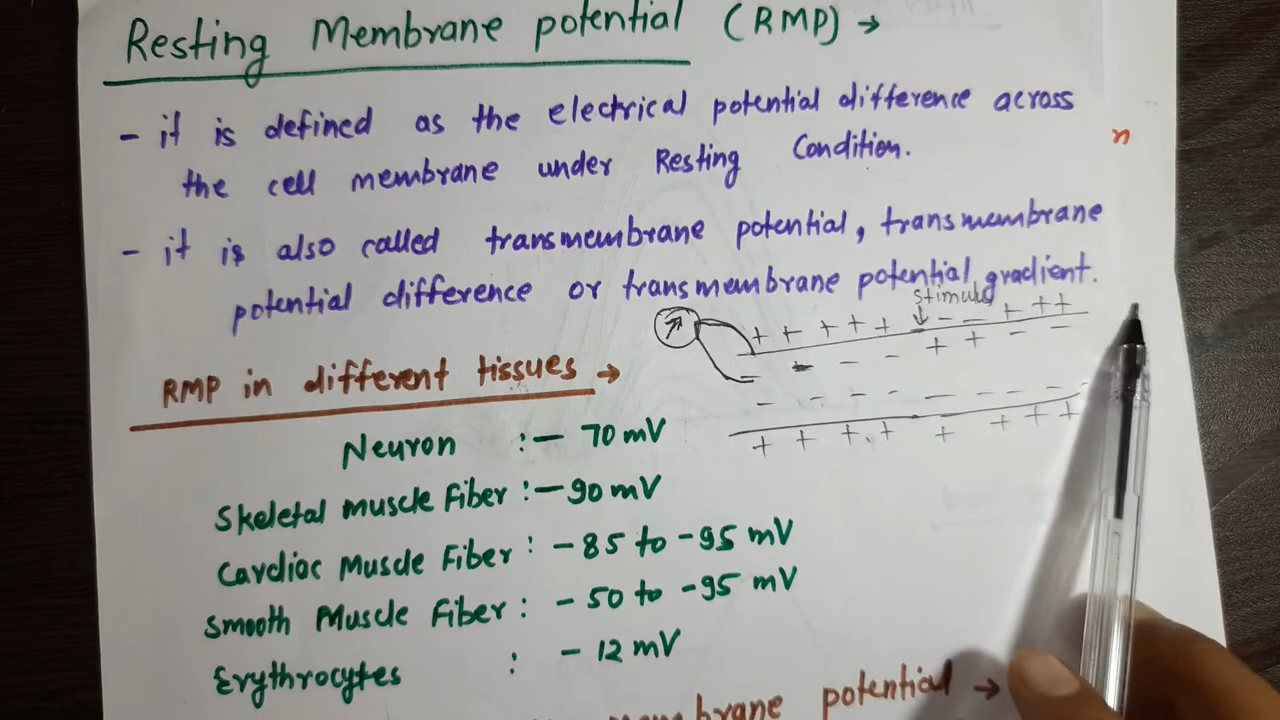 Resting Membrane potential (RMP) →
- it is defined as the electrical potential difference across
the cell membrane under Resting Condition.
n
- it is also called transmembrane potential, transmembrane
potential difference or transmembrane potential gradient.
stimulus
+ + + + + ↓ - - + + +
- - - - + + - -
RMP in different tissues →
- - - - - - - - -
+ + + + + + + +
Neuron :- 70 mV
Skeletal muscle Fiber :- 90 mV
Cardiac Muscle Fiber : - 85 to -95 mV
Smooth Muscle Fiber : - 50 to -95 mV
Erythrocytes : - 12 mV
membrane potential →